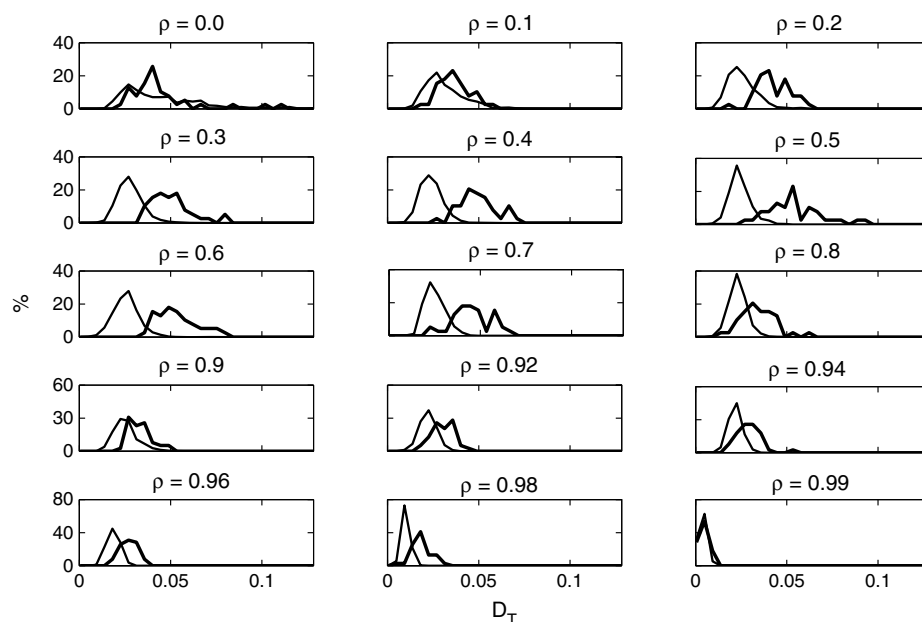 ρ = 0.0 ρ = 0.1 ρ = 0.2
40
20
0
ρ = 0.3 ρ = 0.4 ρ = 0.5
40
20
0
ρ = 0.6 ρ = 0.7 ρ = 0.8
40
%
20
0
ρ = 0.9 ρ = 0.92 ρ = 0.94
60
30
0
ρ = 0.96 ρ = 0.98 ρ = 0.99
80
40
0
0 0.05 0.1 0 0.05 0.1 0 0.05 0.1
D_T